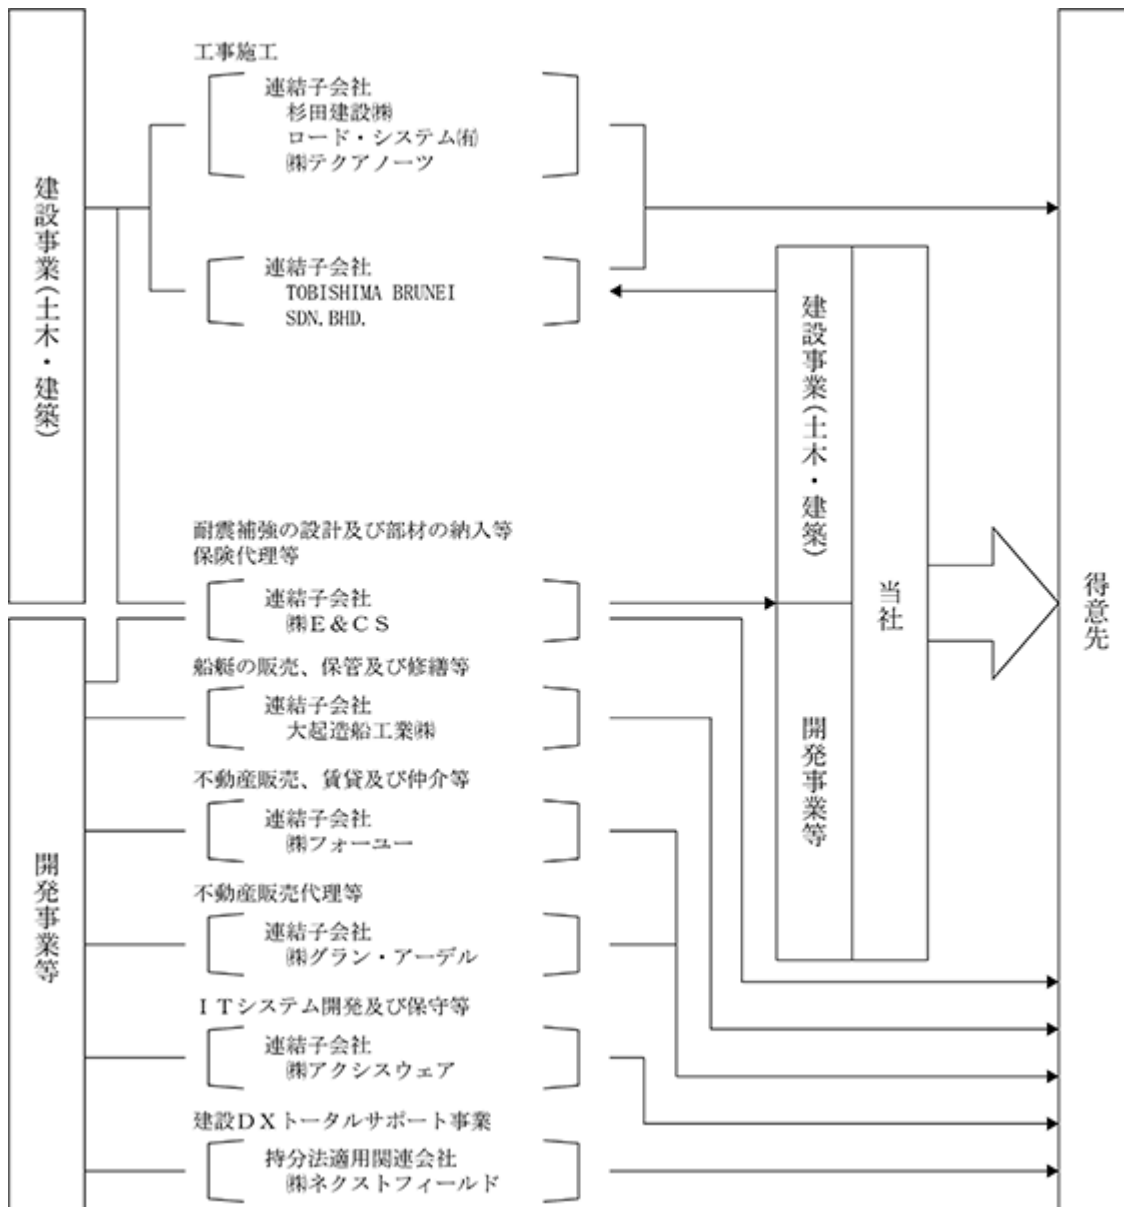 建設事業(土木・建築)
工事施工
連結子会社
杉田建設㈱
ロード・システム㈲
㈱テクアノーツ
連結子会社
TOBISHIMA BRUNEI
SDN.BHD.
耐震補強の設計及び部材の納入等
保険代理等
連結子会社
㈱E&CS
開発事業等
船艇の販売、保管及び修繕等
連結子会社
大起造船工業㈱
不動産販売、賃貸及び仲介等
連結子会社
㈱フォーユー
不動産販売代理等
連結子会社
㈱グラン・アーデル
ITシステム開発及び保守等
連結子会社
㈱アクシスウェア
建設DXトータルサポート事業
持分法適用関連会社
㈱ネクストフィールド
建設事業(土木・建築)
開発事業等
当社
得意先